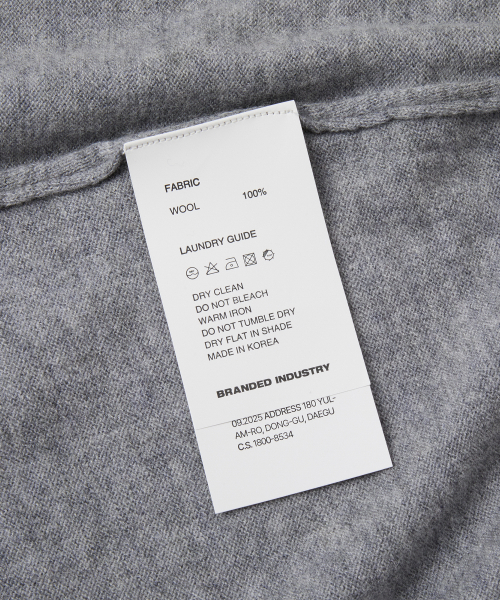 FABRIC
WOOL 100%
LAUNDRY GUIDE
DRY CLEAN
DO NOT BLEACH
WARM IRON
DO NOT TUMBLE DRY
DRY FLAT IN SHADE
MADE IN KOREA
BRANDED INDUSTRY
09.2025 ADDRESS 180 YUL-
AM-RO, DONG-GU, DAEGU
C.S. 1800-8534